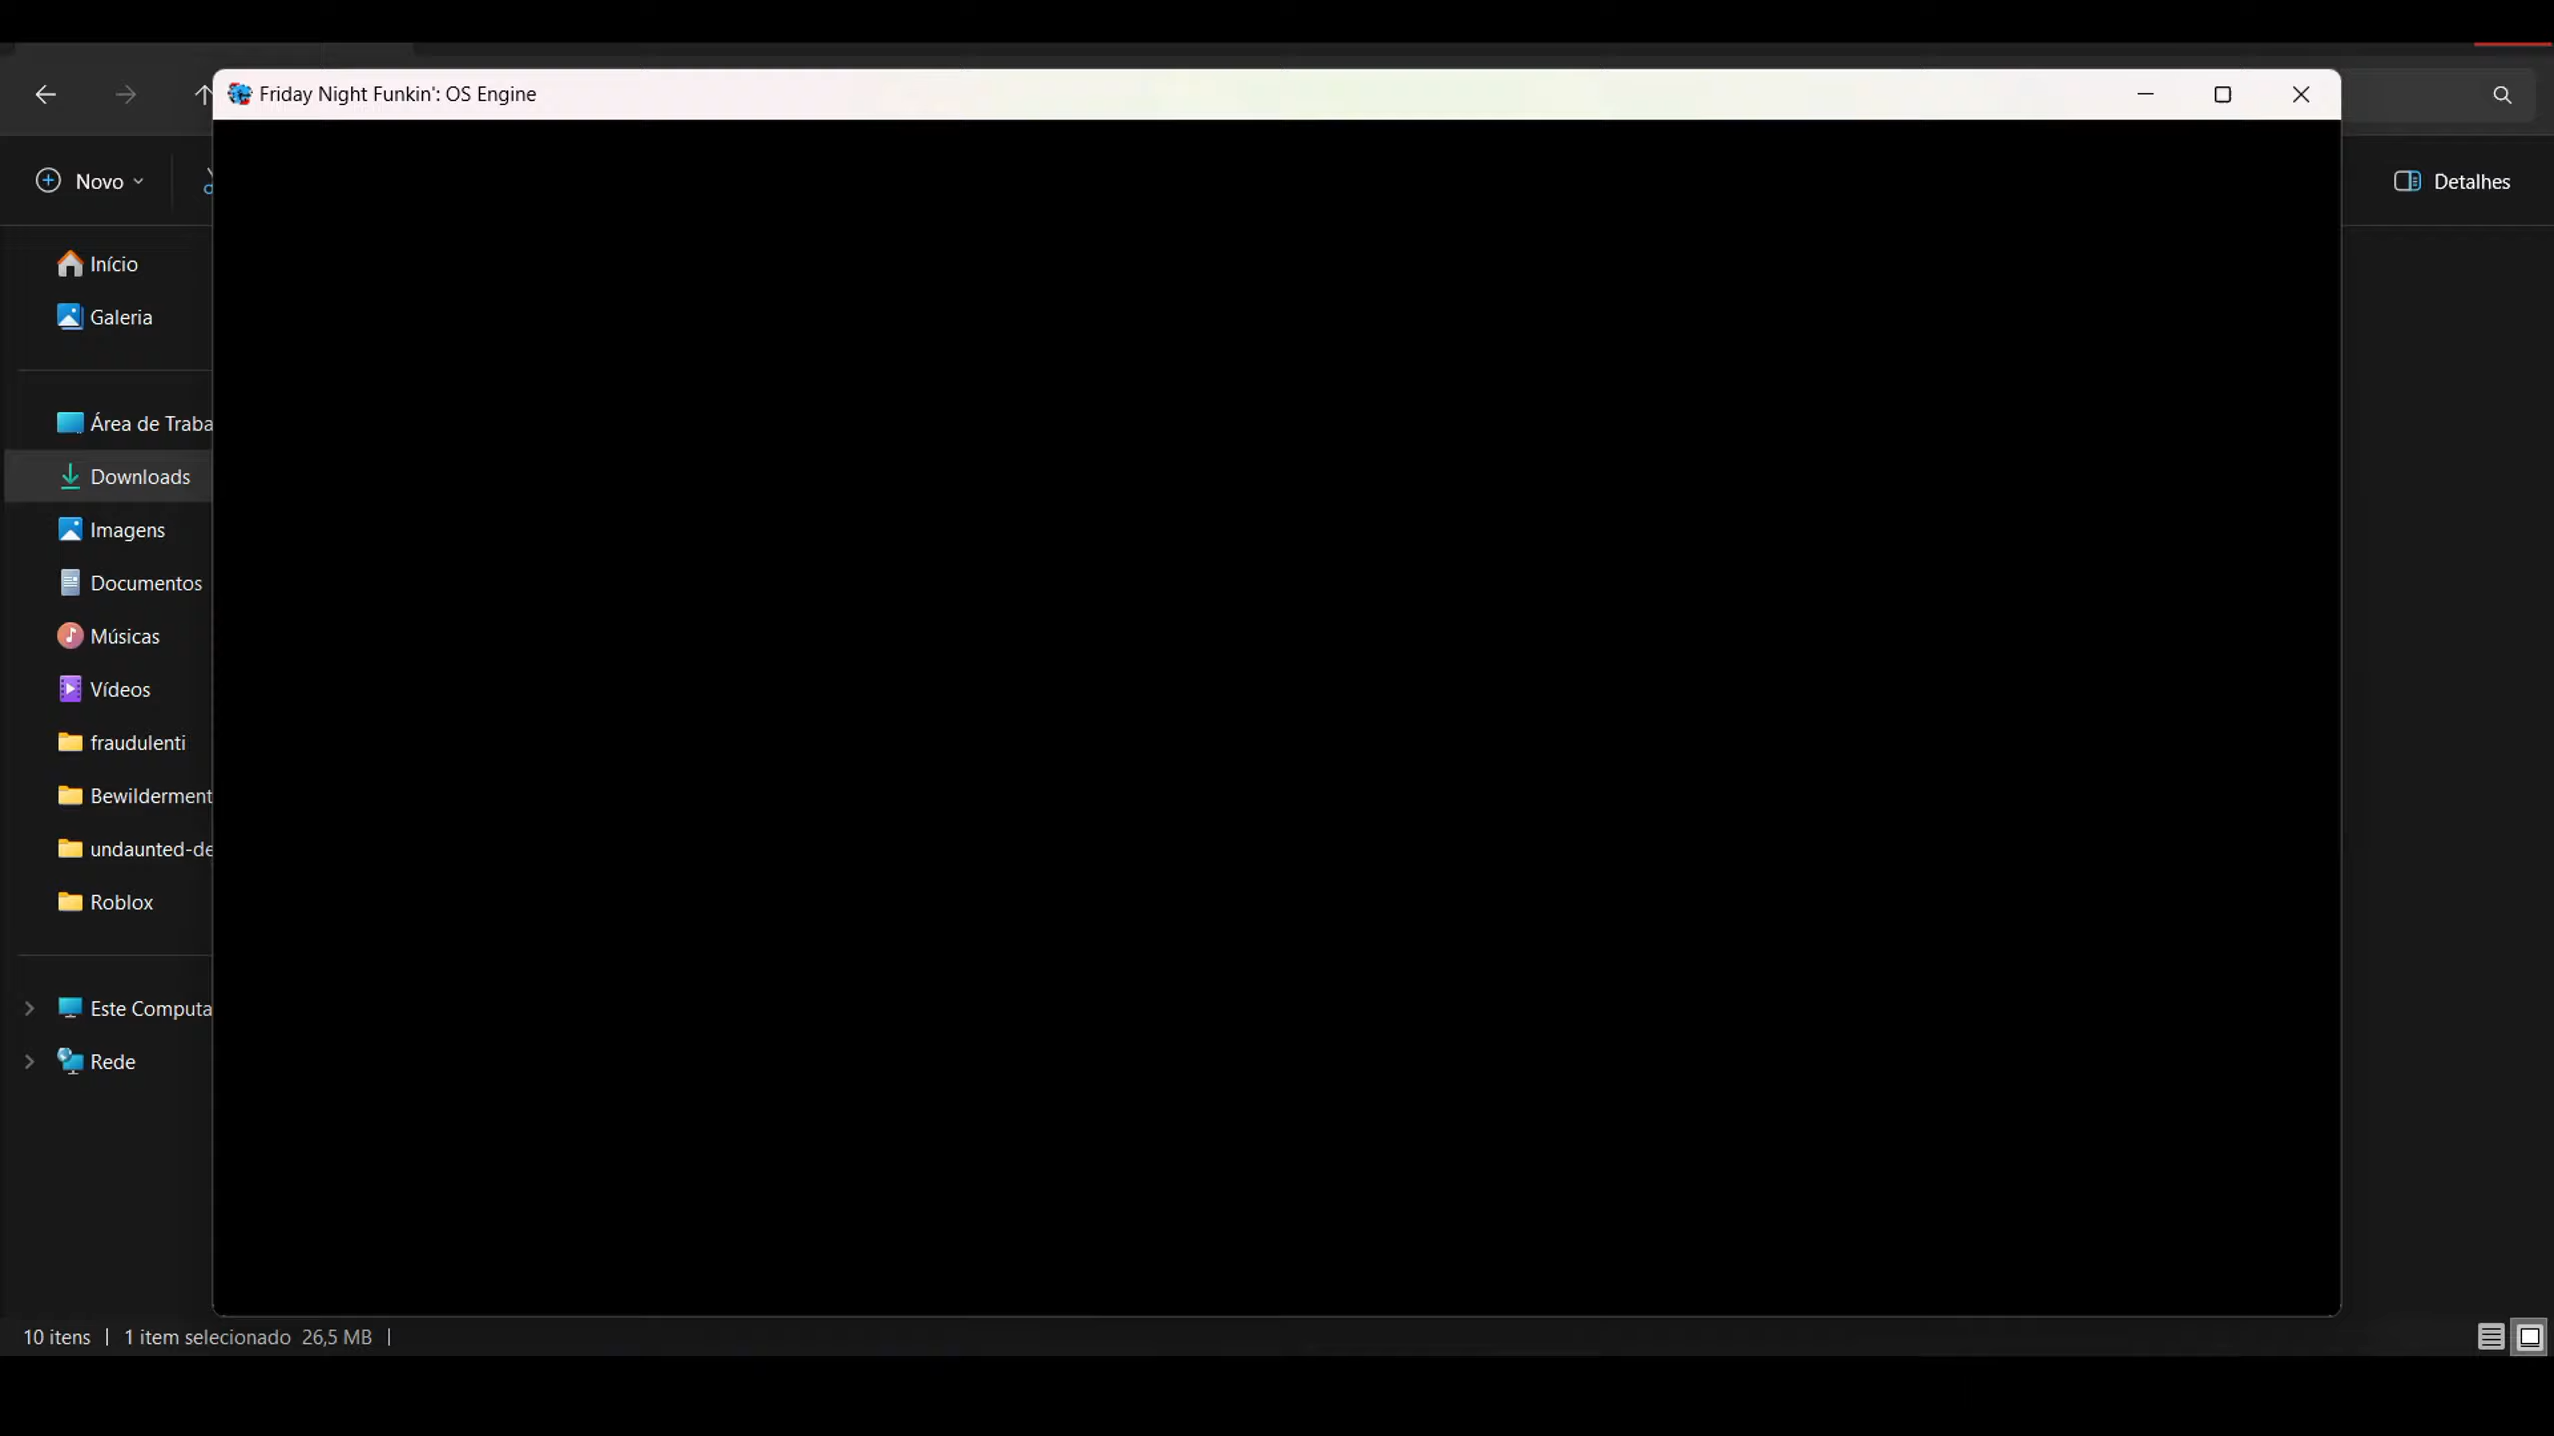 Friday Night Funkin': OS Engine
Novo
Detalhes
Início
Galeria
Área de Traba
Downloads
Imagens
Documentos
Músicas
Vídeos
fraudulenti
Bewilderment
undaunted-de
Roblox
Este Computa
Rede
10 itens | 1 item selecionado 26,5 MB |